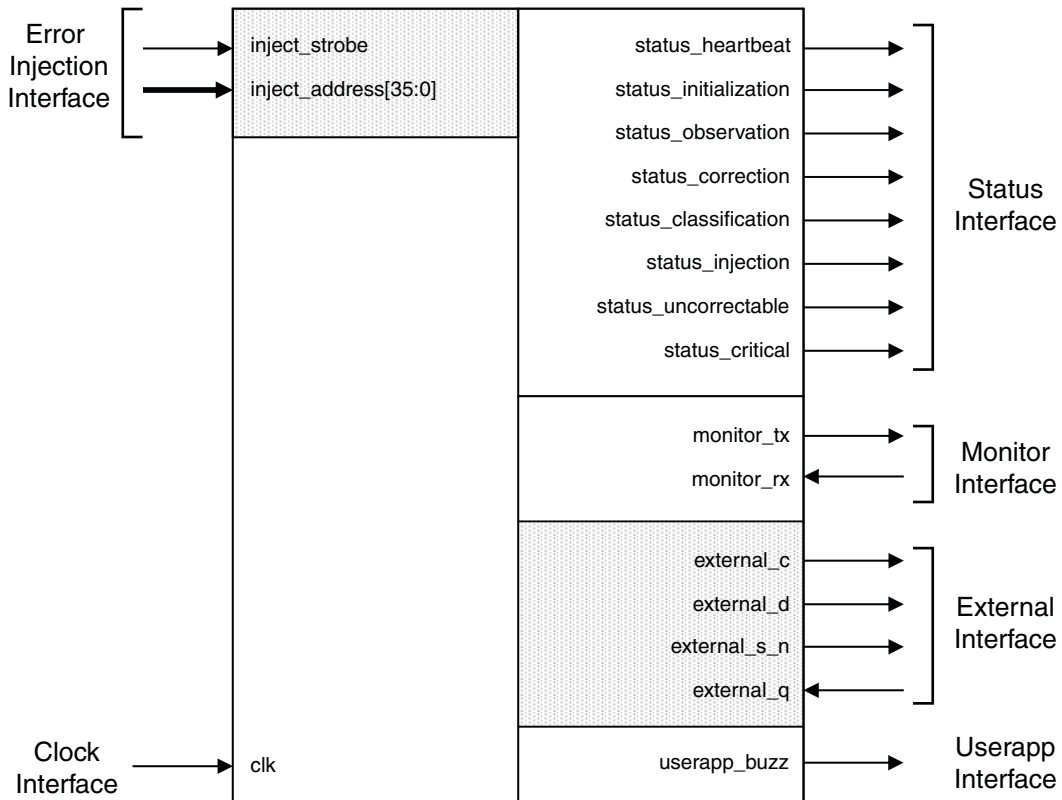 Error
Injection
Interface
inject_strobe
inject_address[35:0]
status_heartbeat
status_initialization
status_observation
status_correction
status_classification
status_injection
status_uncorrectable
status_critical
Status
Interface
monitor_tx
monitor_rx
Monitor
Interface
external_c
external_d
external_s_n
external_q
External
Interface
Clock
Interface
clk
userapp_buzz
Userapp
Interface